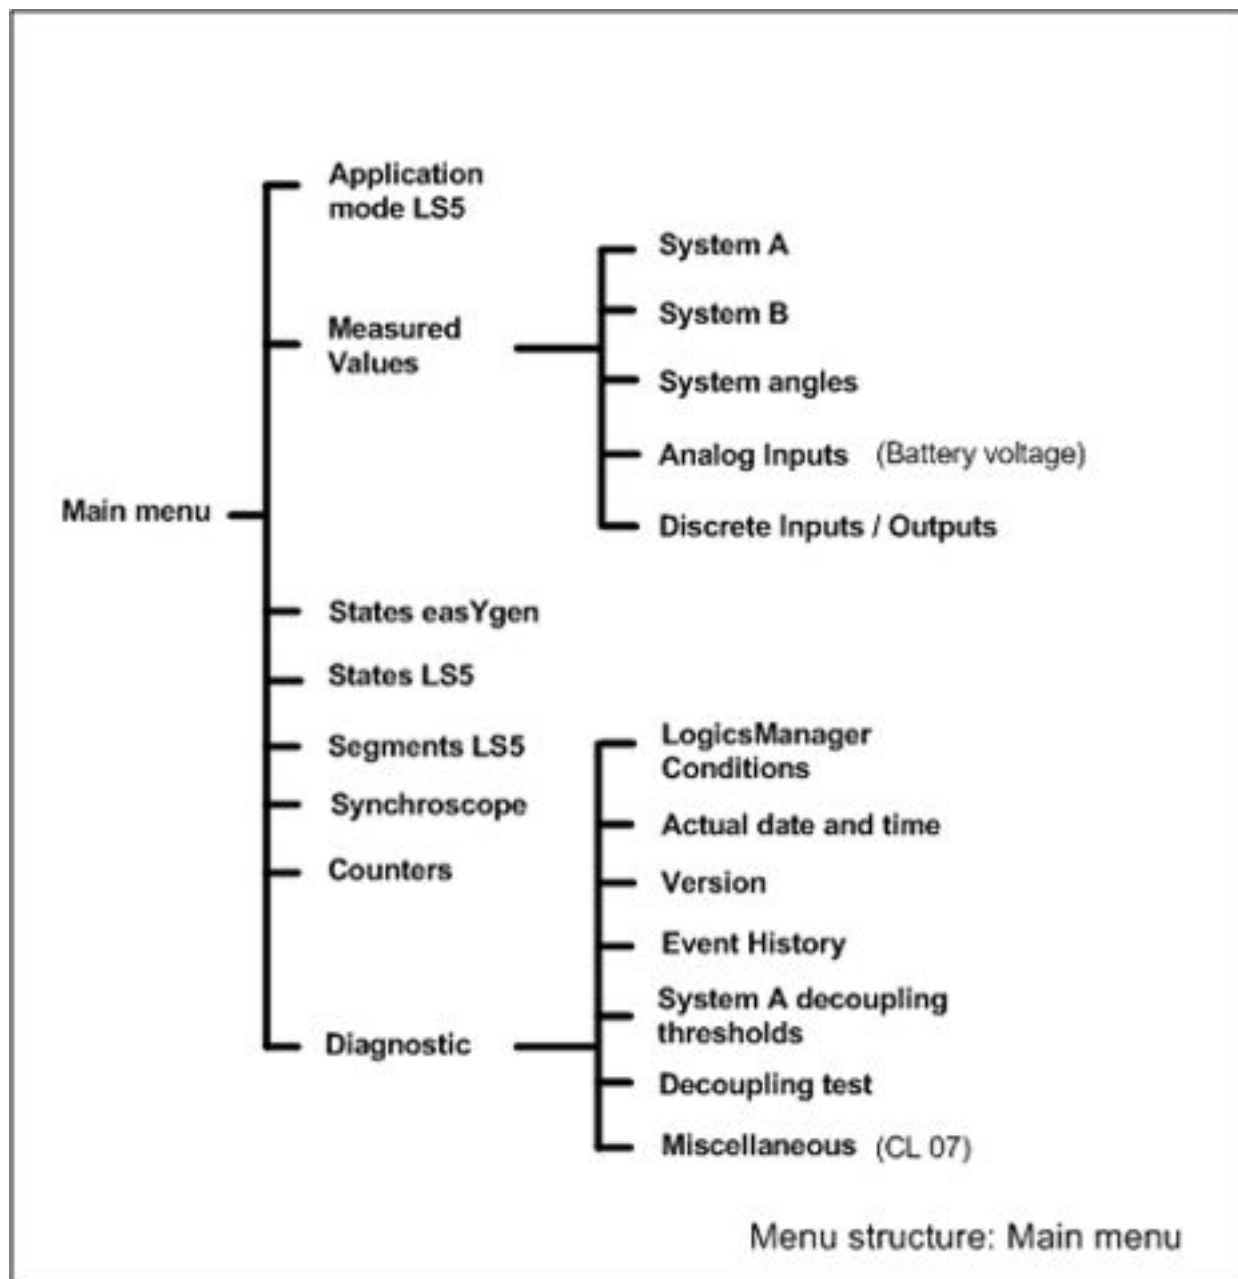 Application
mode LS5
System A
System B
Measured
Values
System angles
Analog Inputs (Battery voltage)
Main menu
Discrete Inputs / Outputs
States easYgen
States LS5
Segments LS5
Synchroscope
Counters
LogicsManager
Conditions
Actual date and time
Version
Event History
System A decoupling
thresholds
Diagnostic
Decoupling test
Miscellaneous (CL 07)
Menu structure: Main menu